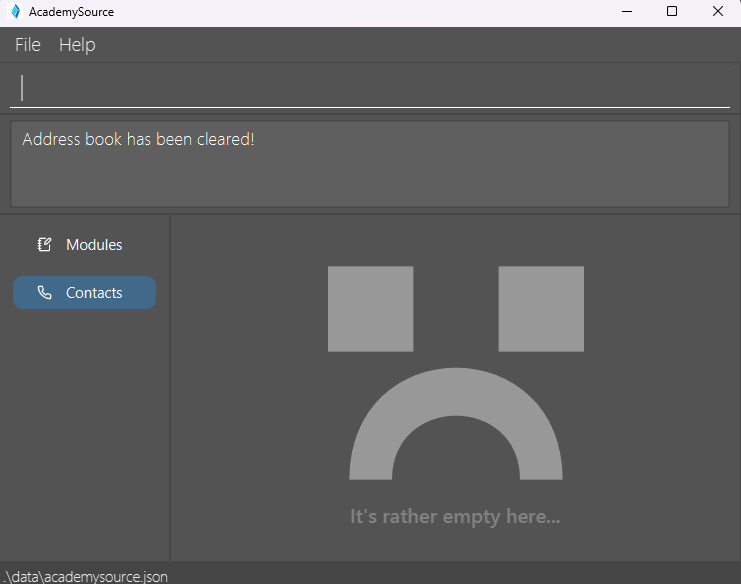 AcademySource
File Help
Address book has been cleared!
Modules
Contacts
It's rather empty here...
.\data\academysource.json